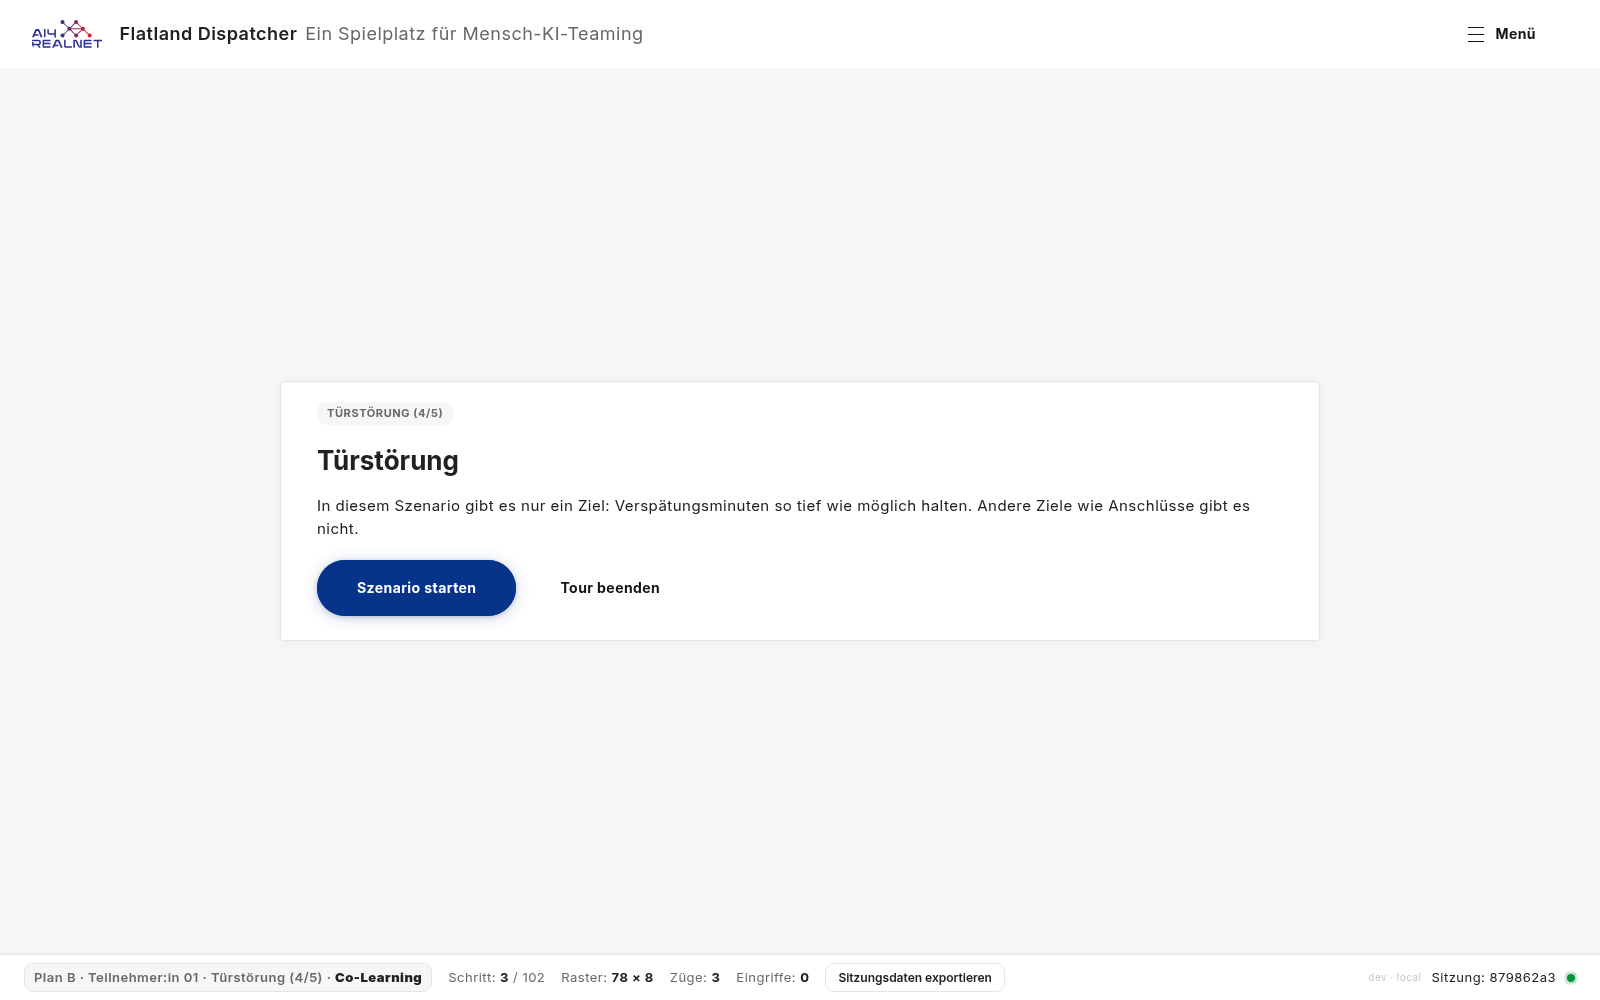 AI4
REALNET
Flatland Dispatcher Ein Spielplatz für Mensch-KI-Teaming
Menü
TÜRSTÖRUNG (4/5)
Türstörung
In diesem Szenario gibt es nur ein Ziel: Verspätungsminuten so tief wie möglich halten. Andere Ziele wie Anschlüsse gibt es
nicht.
Szenario starten
Tour beenden
Plan B · Teilnehmer:in 01 · Türstörung (4/5) · Co-Learning
Schritt: 3 / 102
Raster: 78 × 8
Züge: 3
Eingriffe: 0
Sitzungsdaten exportieren
dev · local
Sitzung: 879862a3